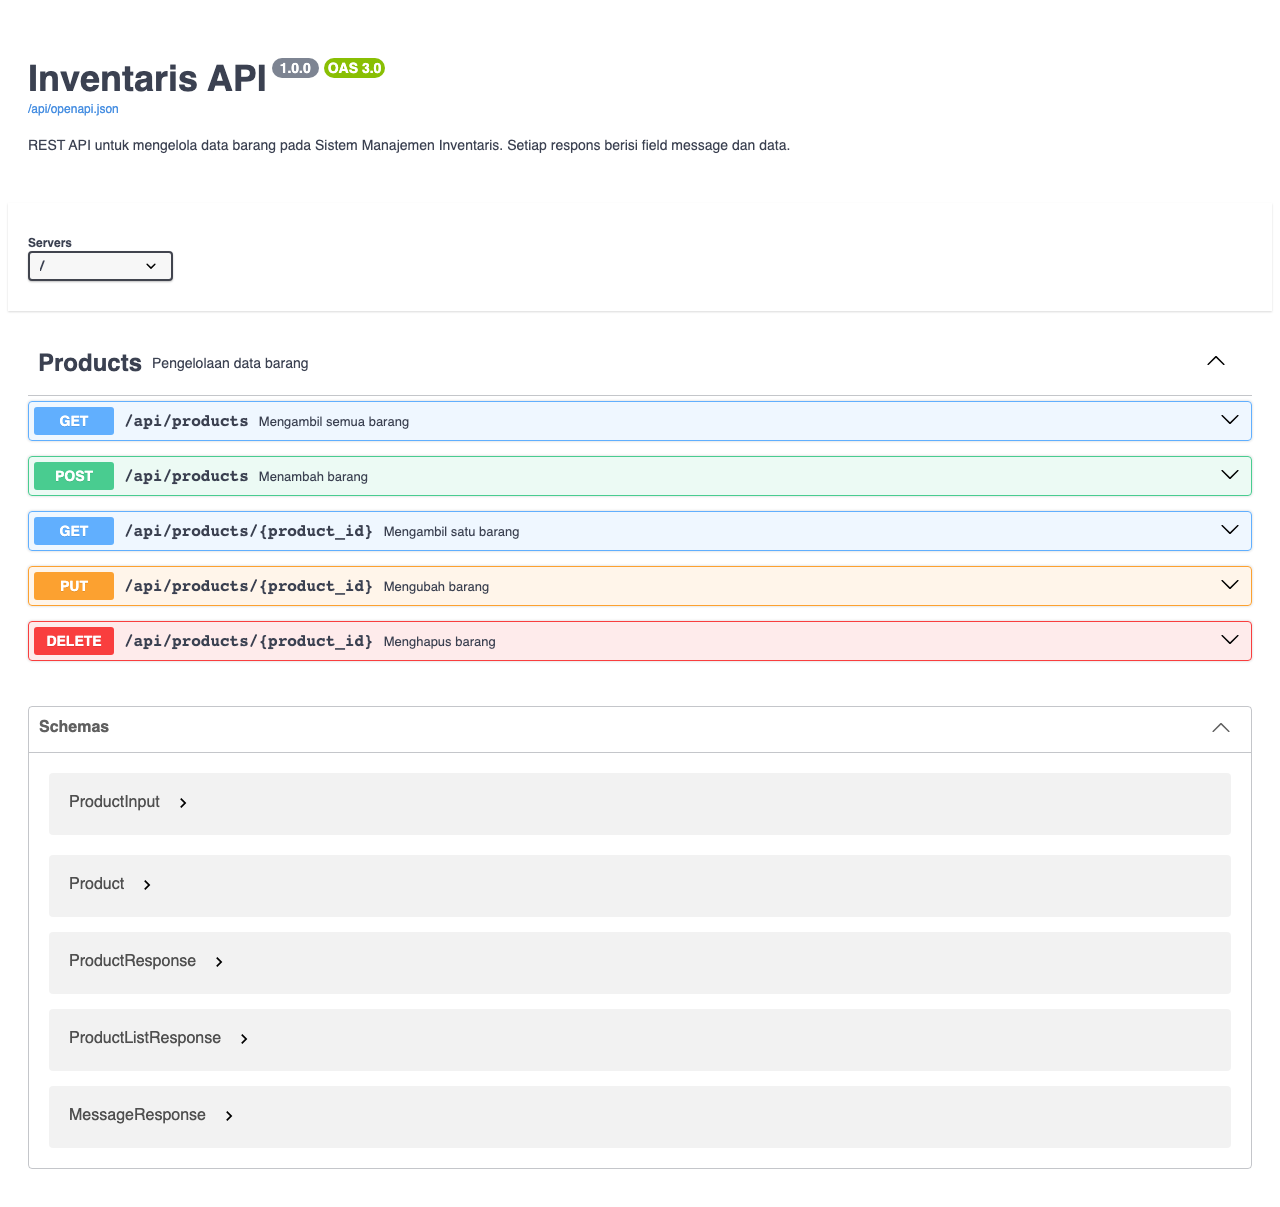 Inventaris API 1.0.0 OAS 3.0
/api/openapi.json
REST API untuk mengelola data barang pada Sistem Manajemen Inventaris. Setiap respons berisi field message dan data.
Servers
/
Products Pengelolaan data barang
GET /api/products Mengambil semua barang
POST /api/products Menambah barang
GET /api/products/{product_id} Mengambil satu barang
PUT /api/products/{product_id} Mengubah barang
DELETE /api/products/{product_id} Menghapus barang
Schemas
ProductInput
Product
ProductResponse
ProductListResponse
MessageResponse